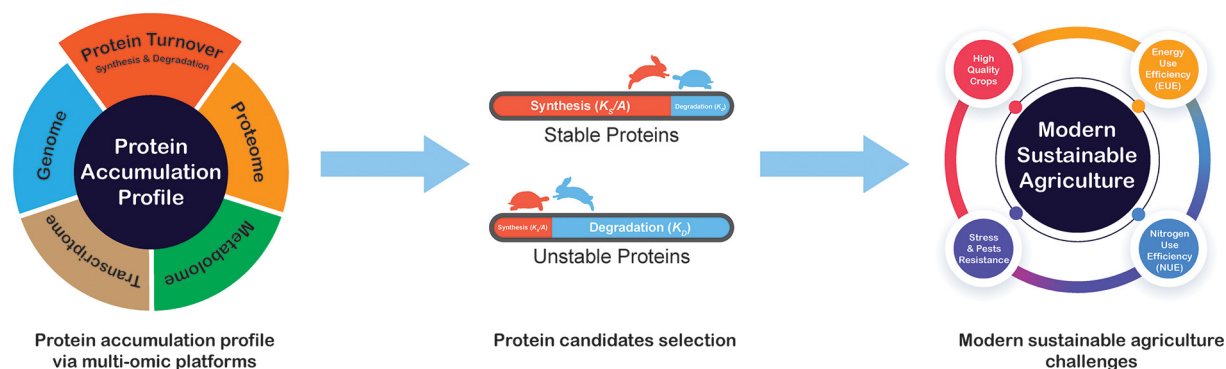 Protein Turnover
Synthesis & Degradation
Genome
Proteome
Transcriptome
Metabolome
Protein
Accumulation
Profile
Protein accumulation profile
via multi-omic platforms
Synthesis (KS/A)
Degradation (KD)
Stable Proteins
Synthesis (KS/A)
Degradation (KD)
Unstable Proteins
Protein candidates selection
High
Quality
Crops
Energy
Use
Efficiency
(EUE)
Modern
Sustainable
Agriculture
Stress
& Pests
Resistance
Nitrogen
Use
Efficiency
(NUE)
Modern sustainable agriculture
challenges